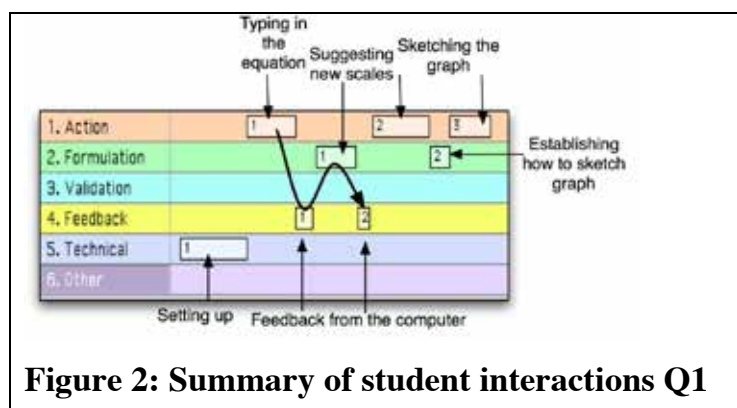 Typing in
the
equation
Suggesting
new scales
Sketching the
graph
1. Action
1
2
3
2. Formulation
1
2
Establishing
how to sketch
graph
3. Validation
4. Feedback
1
2
5. Technical
1
6. Other
Setting up
Feedback from the computer
Figure 2: Summary of student interactions Q1